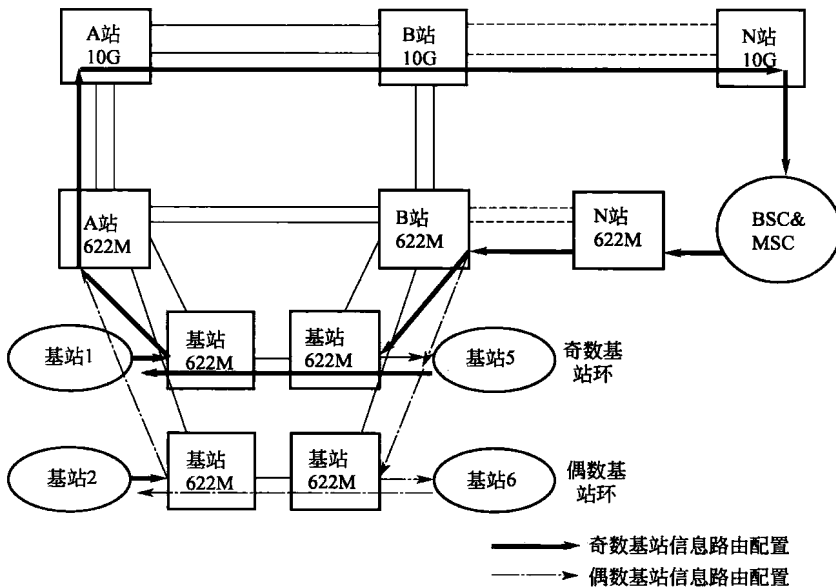 A站
10G
B站
10G
N站
10G
A站
622M
B站
622M
N站
622M
BSC&
MSC
基站1
基站
622M
基站
622M
基站5
奇数基
站环
基站2
基站
622M
基站
622M
基站6
偶数基
站环
奇数基站信息路由配置
偶数基站信息路由配置